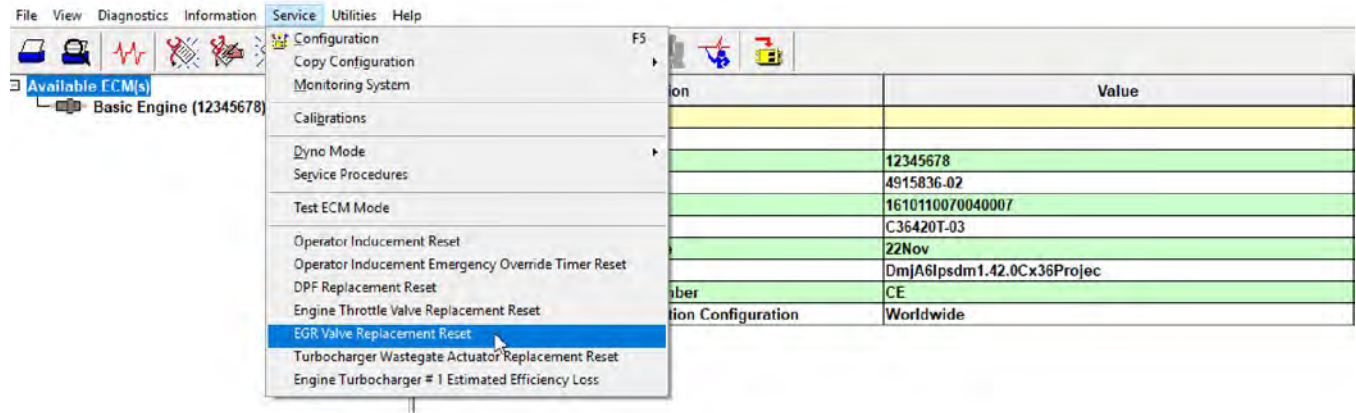 File View Diagnostics Information Service Utilities Help
Configuration F5
Copy Configuration
Monitoring System
Calibrations
Dyno Mode
Service Procedures
Test ECM Mode
Operator Inducement Reset
Operator Inducement Emergency Override Timer Reset
DPF Replacement Reset
Engine Throttle Valve Replacement Reset
EGR Valve Replacement Reset
Turbocharger Wastegate Actuator Replacement Reset
Engine Turbocharger # 1 Estimated Efficiency Loss
Available ECM(s)
Basic Engine (12345678)
ion Value
12345678
4915836-02
1610110070040007
C36420T-03
22Nov
DmjA6lpsdm1.42.0Cx36Projec
ber CE
tion Configuration Worldwide